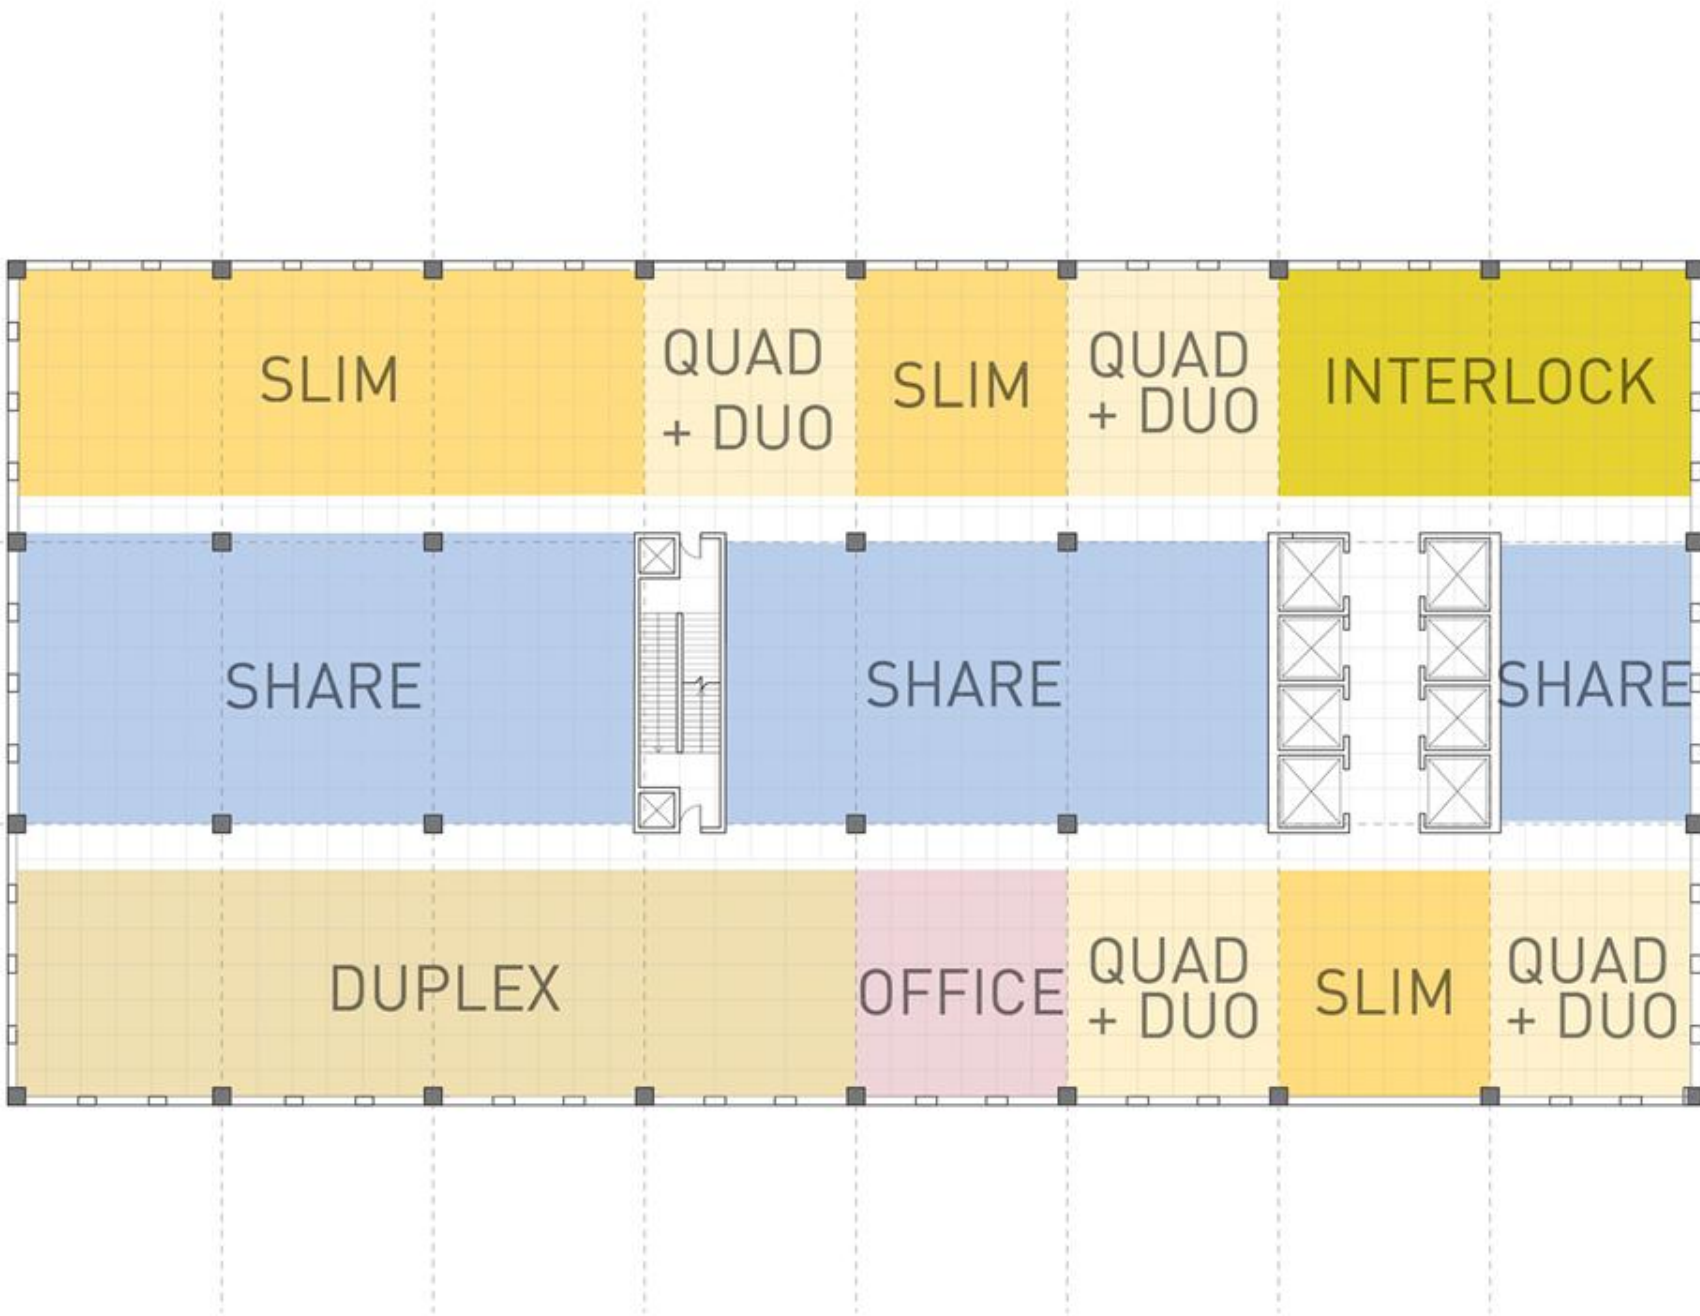 SLIM
QUAD
+ DUO
SLIM
QUAD
+ DUO
INTERLOCK
SHARE
SHARE
SHARE
DUPLEX
OFFICE
QUAD
+ DUO
SLIM
QUAD
+ DUO